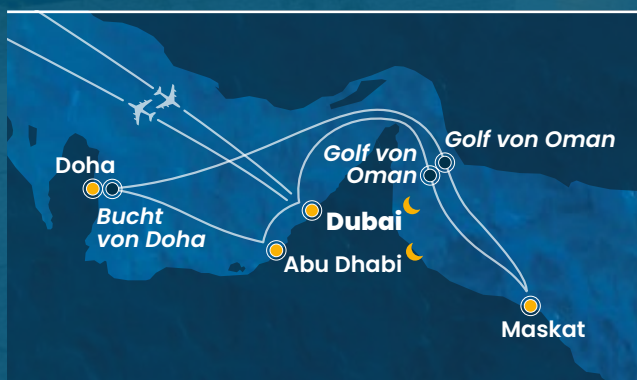 Golf von Oman
Golf von
Oman
Doha
Bucht
von Doha
Dubai
Abu Dhabi
Maskat